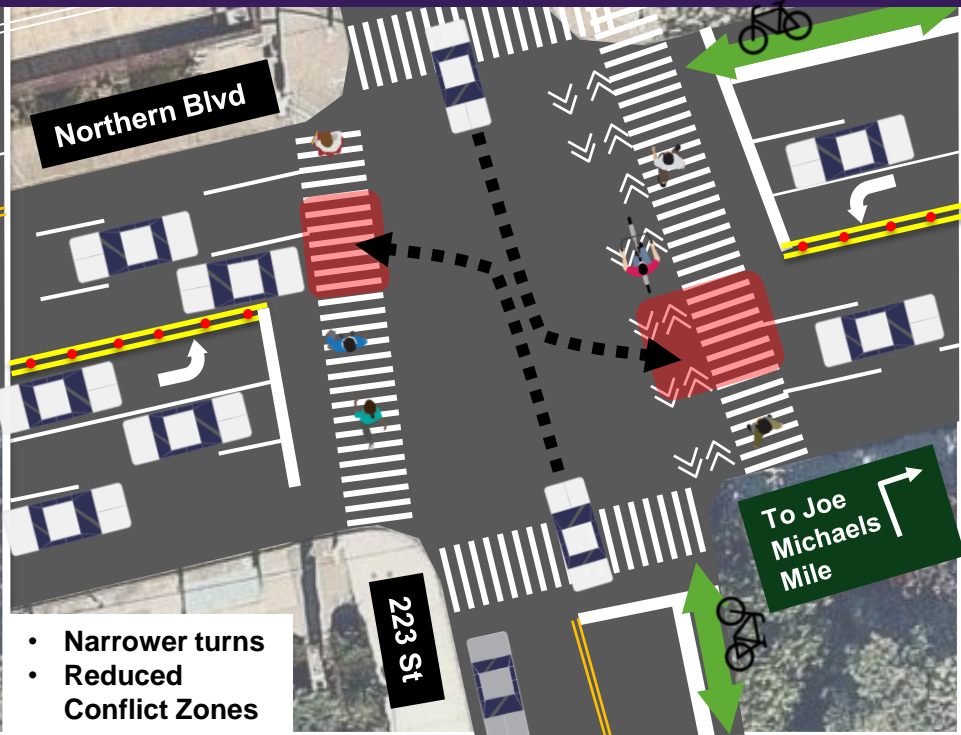 Northern Blvd
To Joe
Michaels
Mile
223 St
• Narrower turns
• Reduced
Conflict Zones